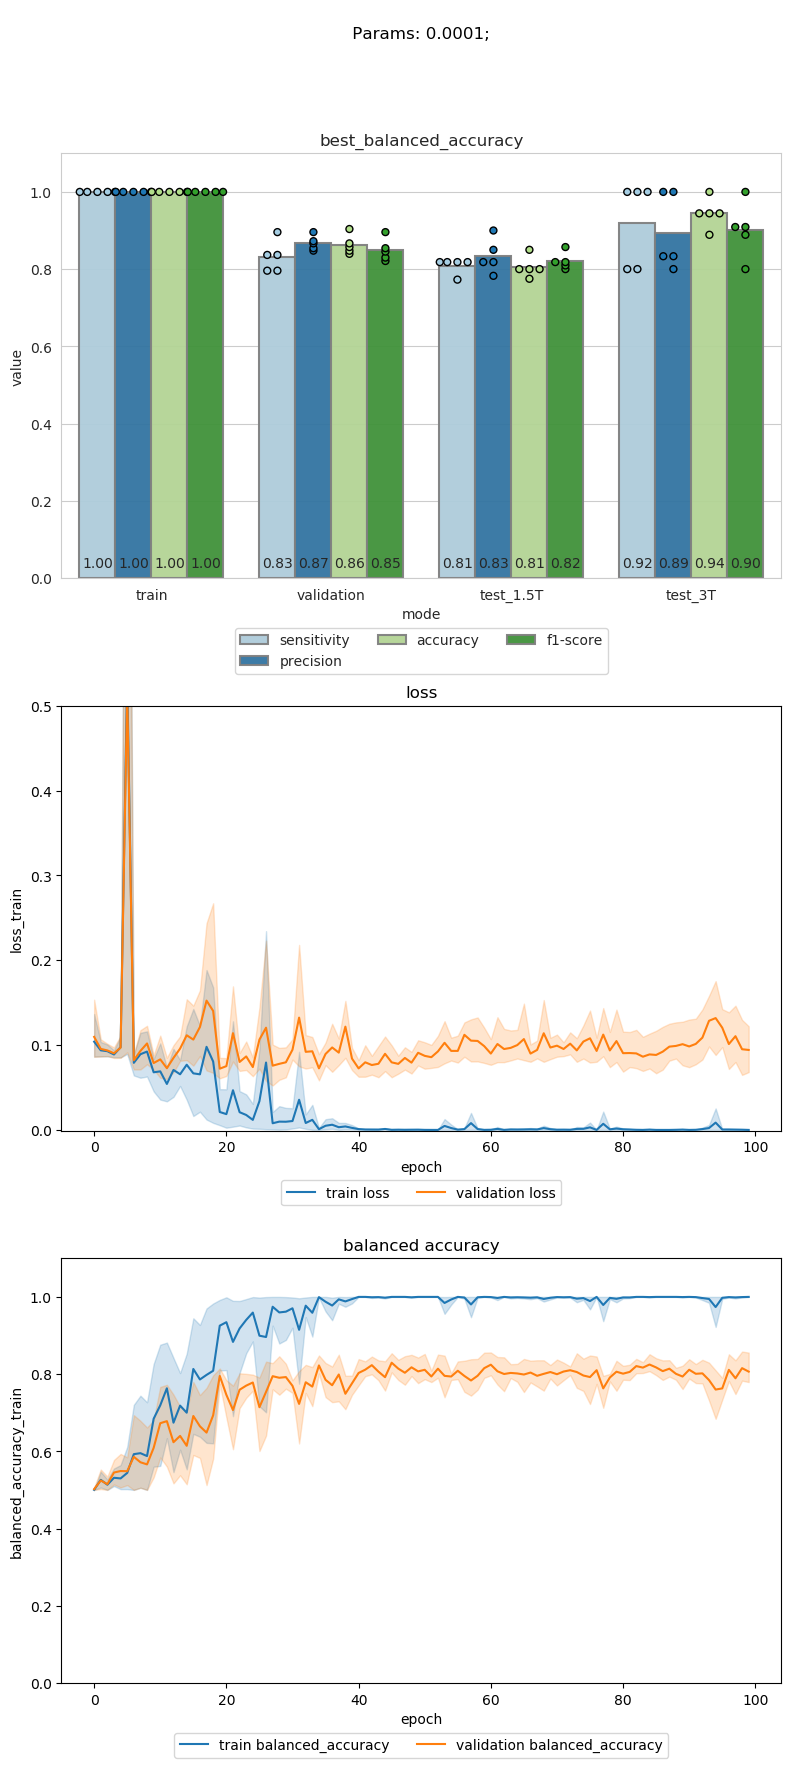 Params: 0.0001;
best_balanced_accuracy
1.0
0.8
0.6
0.4
0.2
0.0
value
1.00 1.00 1.00 1.00 0.83 0.87 0.86 0.85 0.81 0.83 0.81 0.82 0.92 0.89 0.94 0.90
train validation test_1.5T test_3T
mode
sensitivity accuracy f1-score
precision
loss
0.5
0.4
0.3
0.2
0.1
0.0
loss_train
0 20 40 60 80 100
epoch
train loss validation loss
balanced accuracy
1.0
0.8
0.6
0.4
0.2
0.0
balanced_accuracy_train
0 20 40 60 80 100
epoch
train balanced_accuracy validation balanced_accuracy